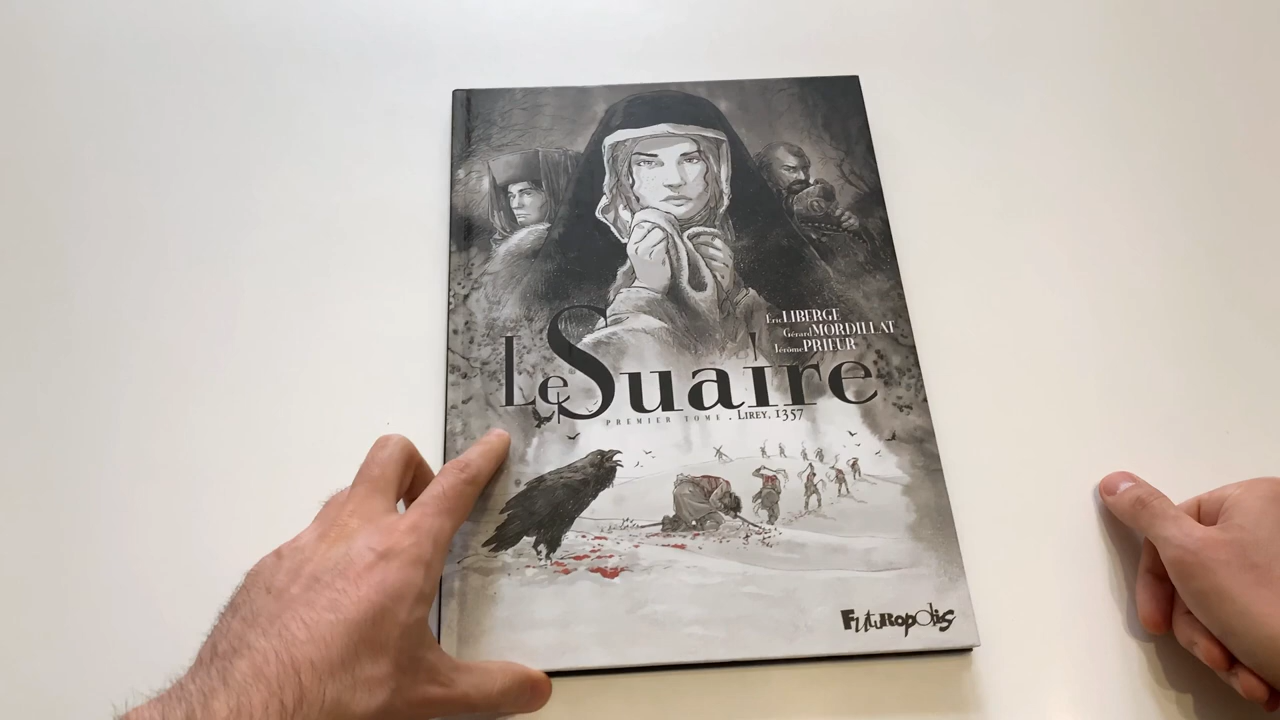 Éric LIBERGE
Gérard MORDILLAT
Jérôme PRIEUR
Le Suaire
PREMIER TOME . LIREY, 1357
FUTUROPOLIS